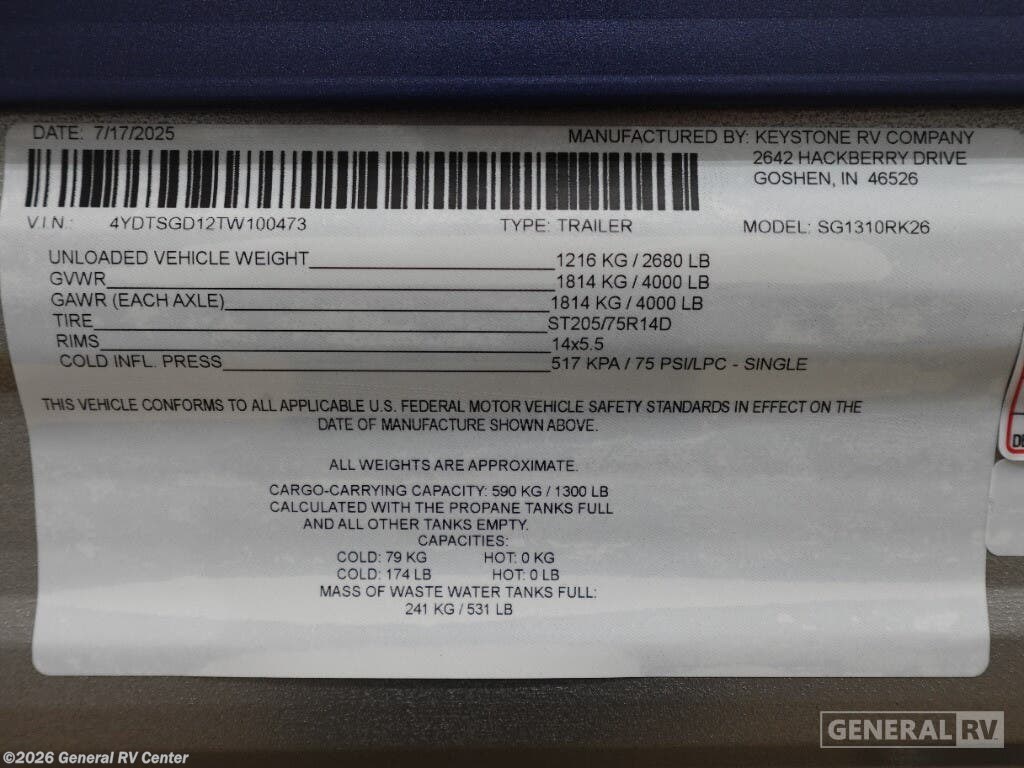 DATE: 7/17/2025
MANUFACTURED BY: KEYSTONE RV COMPANY
2642 HACKBERRY DRIVE
GOSHEN, IN 46526
V.I.N.: 4YDTSGD12TW100473 TYPE: TRAILER MODEL: SG1310RK26
UNLOADED VEHICLE WEIGHT 1216 KG / 2680 LB
GVWR 1814 KG / 4000 LB
GAWR (EACH AXLE) 1814 KG / 4000 LB
TIRE ST205/75R14D
RIMS 14x5.5
COLD INFL. PRESS 517 KPA / 75 PSI/LPC - SINGLE
THIS VEHICLE CONFORMS TO ALL APPLICABLE U.S. FEDERAL MOTOR VEHICLE SAFETY STANDARDS IN EFFECT ON THE
DATE OF MANUFACTURE SHOWN ABOVE.
ALL WEIGHTS ARE APPROXIMATE.
CARGO-CARRYING CAPACITY: 590 KG / 1300 LB
CALCULATED WITH THE PROPANE TANKS FULL
AND ALL OTHER TANKS EMPTY.
CAPACITIES:
COLD: 79 KG HOT: 0 KG
COLD: 174 LB HOT: 0 LB
MASS OF WASTE WATER TANKS FULL:
241 KG / 531 LB
GENERAL RV
©2026 General RV Center